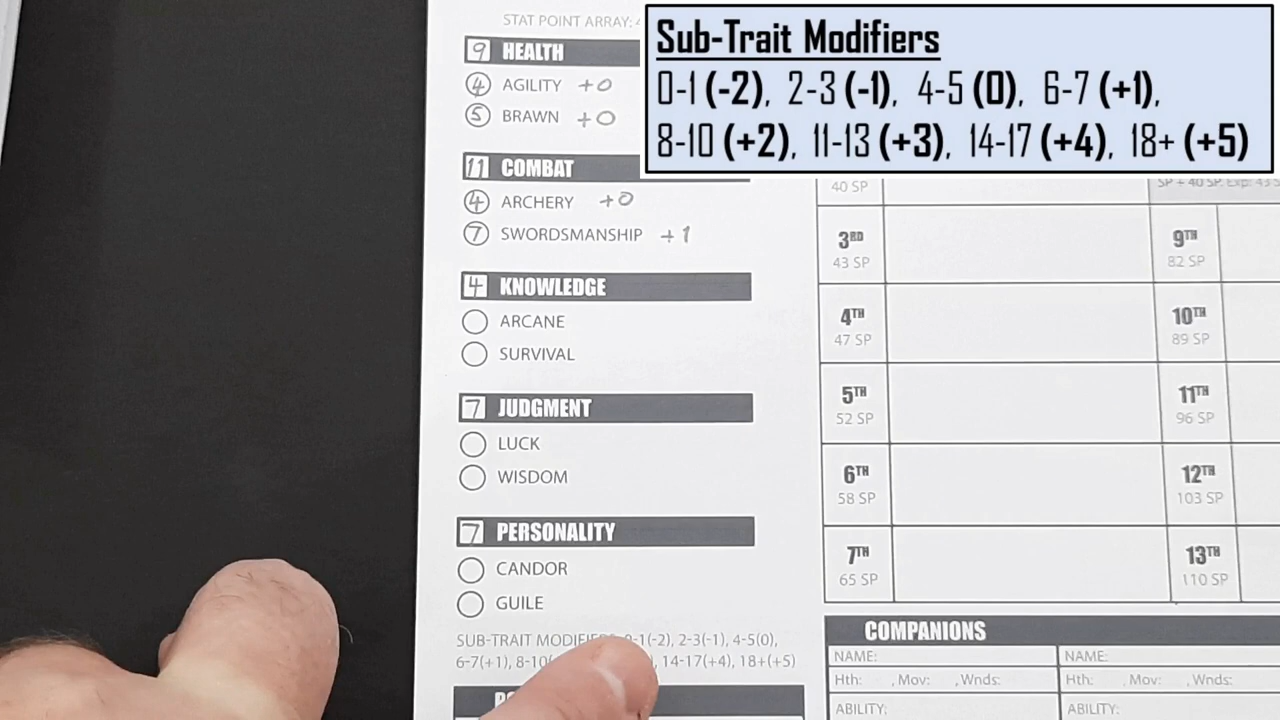 STAT POINT ARRAY:
9 HEALTH
4 AGILITY +0
5 BRAWN +0
11 COMBAT
4 ARCHERY +0
7 SWORDSMANSHIP +1
4 KNOWLEDGE
ARCANE
SURVIVAL
7 JUDGMENT
LUCK
WISDOM
7 PERSONALITY
CANDOR
GUILE
SUB-TRAIT MODIFIERS 0-1(-2), 2-3(-1), 4-5(0),
6-7(+1), 8-10 14-17(+4), 18+(+5)
Sub-Trait Modifiers
0-1 (-2), 2-3 (-1), 4-5 (0), 6-7 (+1),
8-10 (+2), 11-13 (+3), 14-17 (+4), 18+ (+5)
40 SP
3RD
43 SP
4TH
47 SP
5TH
52 SP
6TH
58 SP
7TH
65 SP
9TH
82 SP
10TH
89 SP
11TH
96 SP
12TH
103 SP
13TH
110 SP
COMPANIONS
NAME: NAME:
Hth: , Mov: , Wnds: Hth: , Mov: , Wnds:
ABILITY: ABILITY: